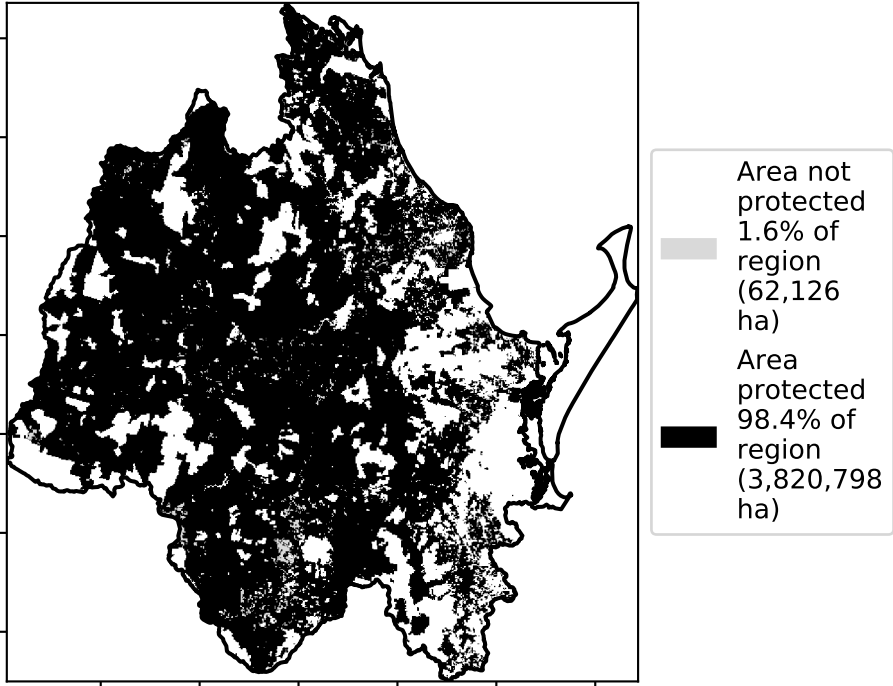 Area not
protected
1.6% of
region
(62,126
ha)
Area
protected
98.4% of
region
(3,820,798
ha)